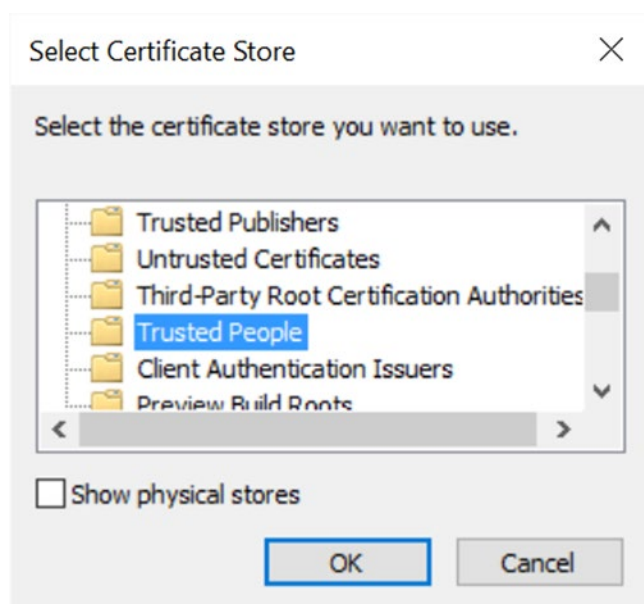 Select Certificate Store
Select the certificate store you want to use.
Trusted Publishers
Untrusted Certificates
Third-Party Root Certification Authorities
Trusted People
Client Authentication Issuers
Preview Build Roots
Show physical stores
OK Cancel